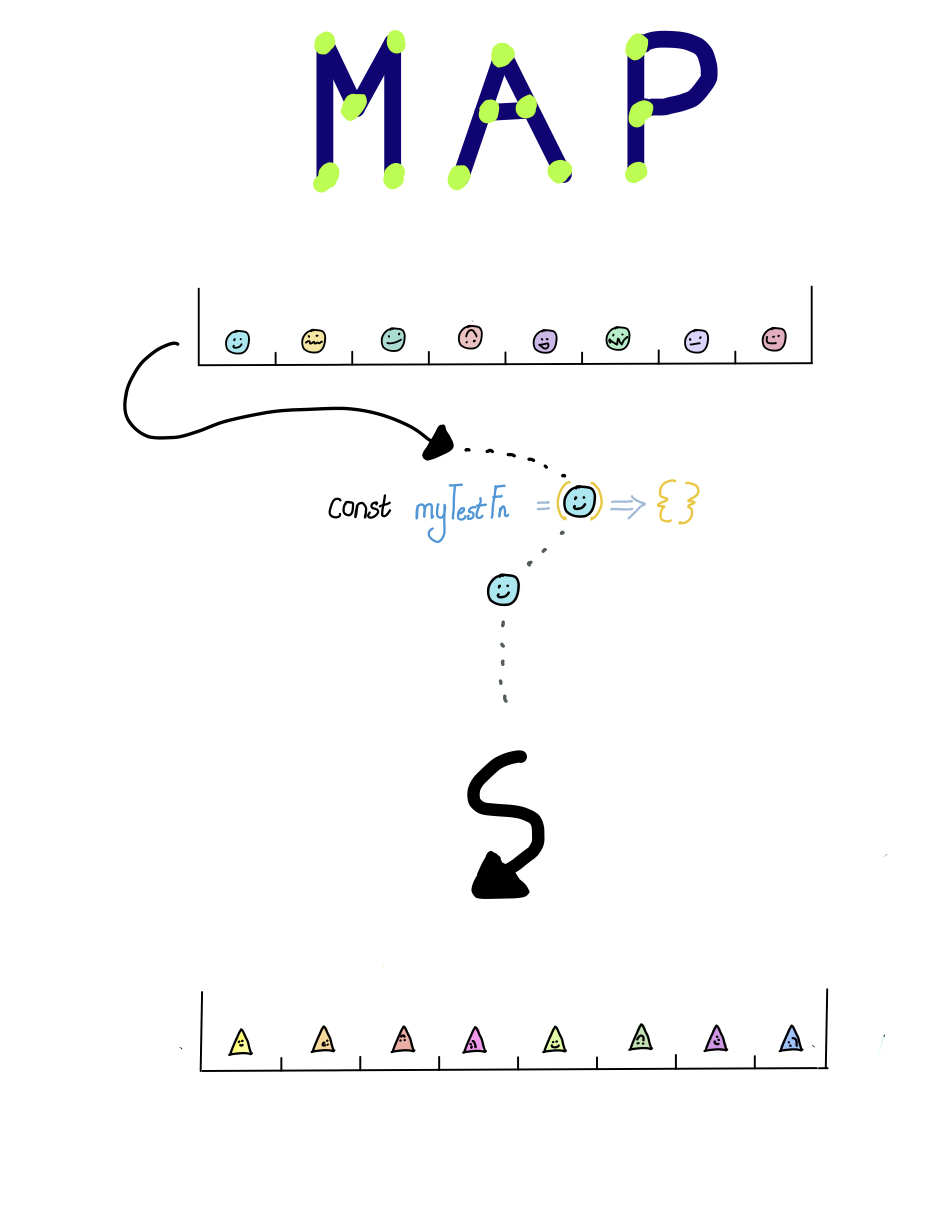 MAP
const myTestFn = ( ) => { }